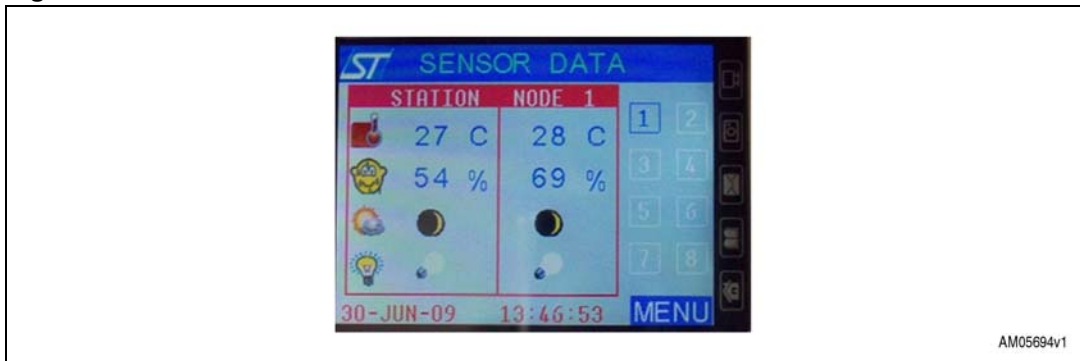 ST SENSOR DATA
STATION NODE 1
27 C 28 C
54 % 69 %
1 2
3 4
5 6
7 8
30-JUN-09 13:46:53 MENU
AM05694v1